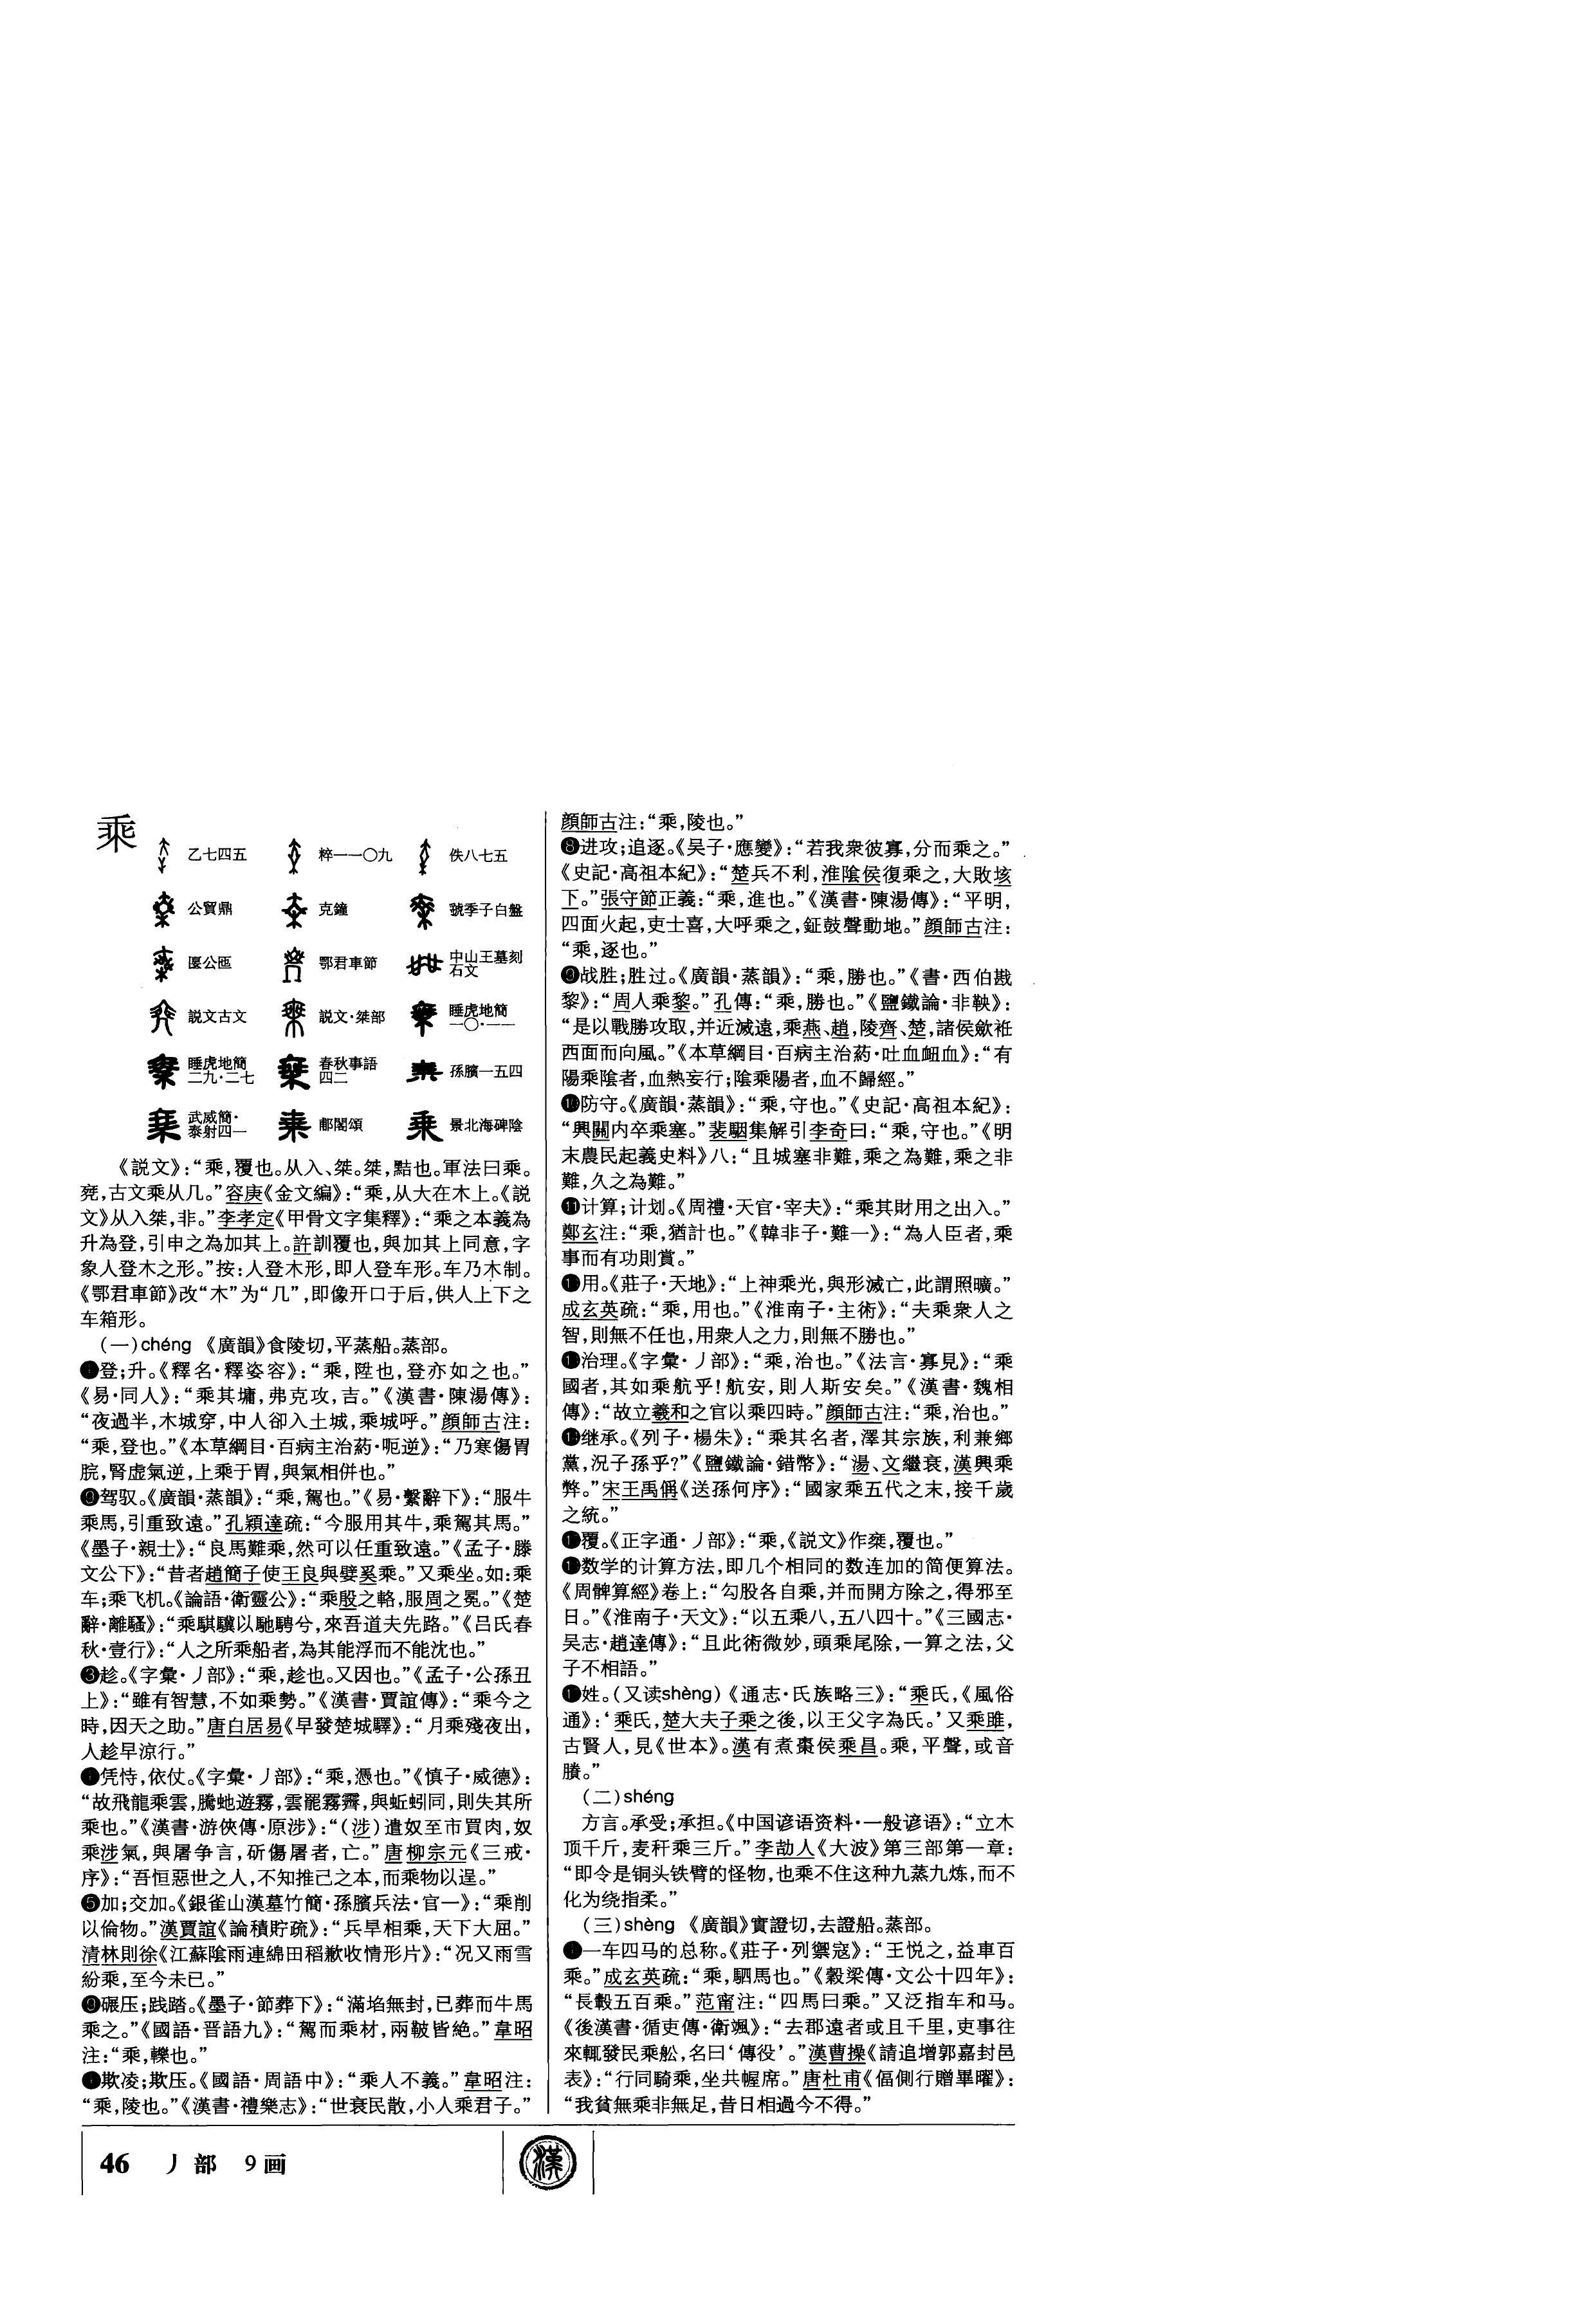 乘
乙七四五 粹一一〇九 佚八七五
公貿鼎 克鐘 虢季子白盤
匽公匜 鄂君車節 中山王墓刻石文
説文古文 説文·桀部 睡虎地簡一〇·一一
睡虎地簡二九·二七 春秋事語四二 孫臏一五四
武威簡·泰射四一 郙閣頌 景北海碑陰
《説文》：“乘，覆也。从入、桀。桀，黠也。軍法曰乘。
兖，古文乘从几。”容庚《金文編》：“乘，从大在木上。《説
文》从入桀，非。”李孝定《甲骨文字集釋》：“乘之本義為
升為登，引申之為加其上。許訓覆也，與加其上同意，字
象人登木之形。”按：人登木形，即人登车形。车乃木制。
《鄂君車節》改“木”为“几”，即像开口于后，供人上下之
车箱形。
（一）chéng 《廣韻》食陵切，平蒸船。蒸部。
❶登；升。《釋名·釋姿容》：“乘，陞也，登亦如之也。”
《易·同人》：“乘其墉，弗克攻，吉。”《漢書·陳湯傳》：
“夜過半，木城穿，中人卻入土城，乘城呼。”顔師古注：
“乘，登也。”《本草綱目·百病主治葯·呃逆》：“乃寒傷胃
脘，腎虚氣逆，上乘于胃，與氣相併也。”
❷驾驭。《廣韻·蒸韻》：“乘，駕也。”《易·繫辭下》：“服牛
乘馬，引重致遠。”孔穎達疏：“今服用其牛，乘駕其馬。”
《墨子·親士》：“良馬難乘，然可以任重致遠。”《孟子·滕
文公下》：“昔者趙簡子使王良與嬖奚乘。”又乘坐。如：乘
车；乘飞机。《論語·衛靈公》：“乘殷之輅，服周之冕。”《楚
辭·離騷》：“乘騏驥以馳騁兮，來吾道夫先路。”《吕氏春
秋·壹行》：“人之所乘船者，為其能浮而不能沈也。”
❸趁。《字彙·丿部》：“乘，趁也。又因也。”《孟子·公孫丑
上》：“雖有智慧，不如乘勢。”《漢書·賈誼傳》：“乘今之
時，因天之助。”唐白居易《早發楚城驛》：“月乘殘夜出，
人趁早涼行。”
❹凭恃，依仗。《字彙·丿部》：“乘，憑也。”《慎子·威德》：
“故飛龍乘雲，騰虵遊霧，雲罷霧霽，與蚯蚓同，則失其所
乘也。”《漢書·游俠傳·原涉》：“（涉）遣奴至市買肉，奴
乘涉氣，與屠争言，斫傷屠者，亡。”唐柳宗元《三戒·
序》：“吾恒惡世之人，不知推己之本，而乘物以逞。”
❺加；交加。《銀雀山漢墓竹簡·孫臏兵法·官一》：“乘削
以倫物。”漢賈誼《論積貯疏》：“兵旱相乘，天下大屈。”
清林則徐《江蘇陰雨連綿田稻歉收情形片》：“况又雨雪
紛乘，至今未已。”
❻碾压；践踏。《墨子·節葬下》：“滿埳無封，已葬而牛馬
乘之。”《國語·晋語九》：“駕而乘材，兩鞁皆絶。”韋昭
注：“乘，轢也。”
❼欺凌；欺压。《國語·周語中》：“乘人不義。”韋昭注：
“乘，陵也。”《漢書·禮樂志》：“世衰民散，小人乘君子。”
顔師古注：“乘，陵也。”
❽进攻；追逐。《吴子·應變》：“若我衆彼寡，分而乘之。”
《史記·高祖本紀》：“楚兵不利，淮陰侯復乘之，大敗垓
下。”張守節正義：“乘，進也。”《漢書·陳湯傳》：“平明，
四面火起，吏士喜，大呼乘之，鉦鼓聲動地。”顔師古注：
“乘，逐也。”
❾战胜；胜过。《廣韻·蒸韻》：“乘，勝也。”《書·西伯戡
黎》：“周人乘黎。”孔傳：“乘，勝也。”《鹽鐵論·非鞅》：
“是以戰勝攻取，并近滅遠，乘燕、趙，陵齊、楚，諸侯歛衽
西面而向風。”《本草綱目·百病主治葯·吐血衄血》：“有
陽乘陰者，血熱妄行；陰乘陽者，血不歸經。”
❿防守。《廣韻·蒸韻》：“乘，守也。”《史記·高祖本紀》：
“興關内卒乘塞。”裴駰集解引李奇曰：“乘，守也。”《明
末農民起義史料》八：“且城塞非難，乘之為難，乘之非
難，久之為難。”
⓫计算；计划。《周禮·天官·宰夫》：“乘其財用之出入。”
鄭玄注：“乘，猶計也。”《韓非子·難一》：“為人臣者，乘
事而有功則賞。”
⓬用。《莊子·天地》：“上神乘光，與形滅亡，此謂照曠。”
成玄英疏：“乘，用也。”《淮南子·主術》：“夫乘衆人之
智，則無不任也，用衆人之力，則無不勝也。”
⓭治理。《字彙·丿部》：“乘，治也。”《法言·寡見》：“乘
國者，其如乘航乎！航安，則人斯安矣。”《漢書·魏相
傳》：“故立羲和之官以乘四時。”顔師古注：“乘，治也。”
⓮继承。《列子·楊朱》：“乘其名者，澤其宗族，利兼鄉
黨，況子孫乎？”《鹽鐵論·錯幣》：“湯、文繼衰，漢興乘
弊。”宋王禹偁《送孫何序》：“國家乘五代之末，接千歲
之統。”
⓯覆。《正字通·丿部》：“乘，《説文》作椉，覆也。”
⓰数学的计算方法，即几个相同的数连加的简便算法。
《周髀算經》卷上：“勾股各自乘，并而開方除之，得邪至
日。”《淮南子·天文》：“以五乘八，五八四十。”《三國志·
吴志·趙達傳》：“且此術微妙，頭乘尾除，一算之法，父
子不相語。”
⓱姓。（又读shèng）《通志·氏族略三》：“乘氏，《風俗
通》：‘乘氏，楚大夫子乘之後，以王父字為氏。’又乘雎，
古賢人，見《世本》。漢有煮棗侯乘昌。乘，平聲，或音
賸。”
（二）shéng
方言。承受；承担。《中国谚语资料·一般谚语》：“立木
顶千斤，麦秆乘三斤。”李劼人《大波》第三部第一章：
“即令是铜头铁臂的怪物，也乘不住这种九蒸九炼，而不
化为绕指柔。”
（三）shèng 《廣韻》實證切，去證船。蒸部。
❶一车四马的总称。《莊子·列禦寇》：“王悦之，益車百
乘。”成玄英疏：“乘，駟馬也。”《穀梁傳·文公十四年》：
“長轂五百乘。”范甯注：“四馬曰乘。”又泛指车和马。
《後漢書·循吏傳·衛颯》：“去郡遠者或且千里，吏事往
來輒發民乘舩，名曰‘傳役’。”漢曹操《請追增郭嘉封邑
表》：“行同騎乘，坐共幄席。”唐杜甫《偪側行贈畢曜》：
“我貧無乘非無足，昔日相過今不得。”
46 丿部 9画
漢